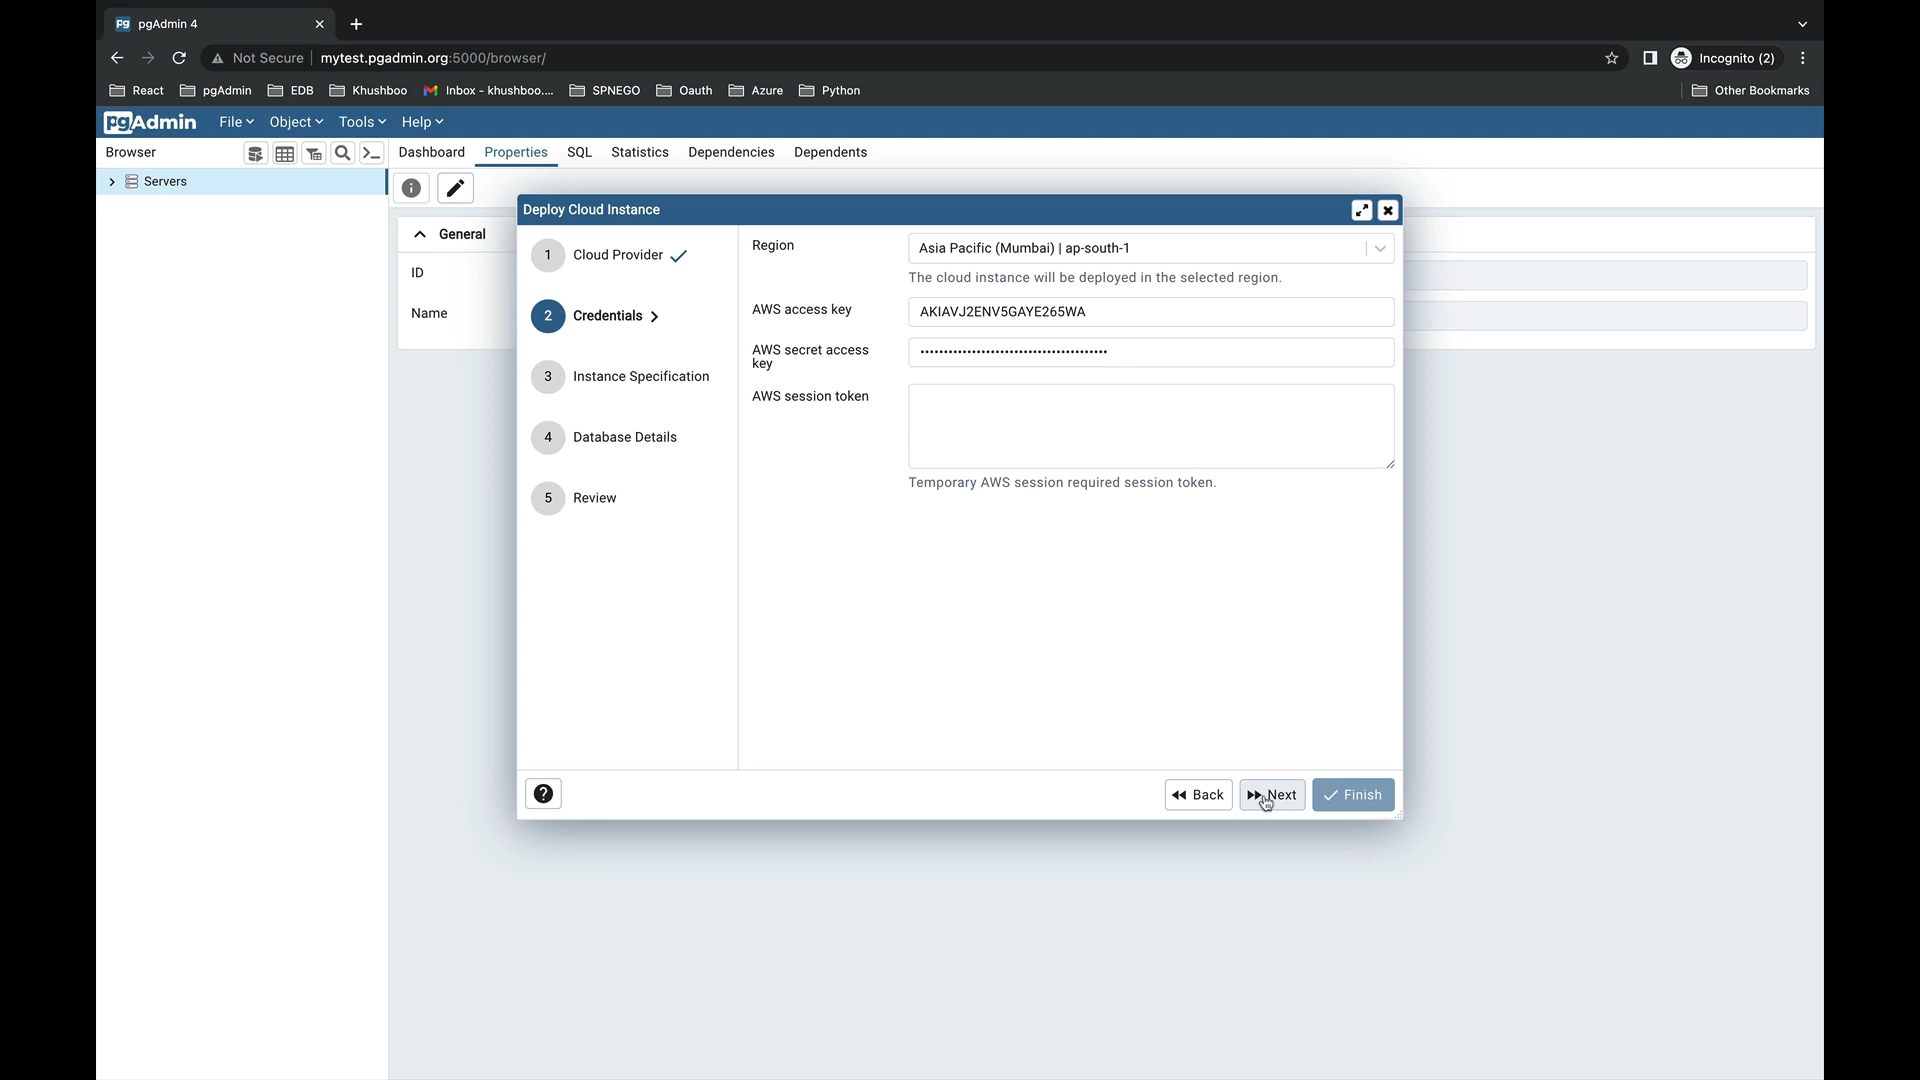 pgAdmin 4
Not Secure mytest.pgadmin.org:5000/browser/ Incognito (2)
React pgAdmin EDB Khushboo Inbox - khushboo.... SPNEGO Oauth Azure Python Other Bookmarks
pgAdmin File Object Tools Help
Browser Dashboard Properties SQL Statistics Dependencies Dependents
Servers
General
ID
Name
Deploy Cloud Instance
1 Cloud Provider
2 Credentials
3 Instance Specification
4 Database Details
5 Review
Region Asia Pacific (Mumbai) | ap-south-1
The cloud instance will be deployed in the selected region.
AWS access key AKIAVJ2ENV5GAYE265WA
AWS secret access
key
AWS session token
Temporary AWS session required session token.
Back Next Finish